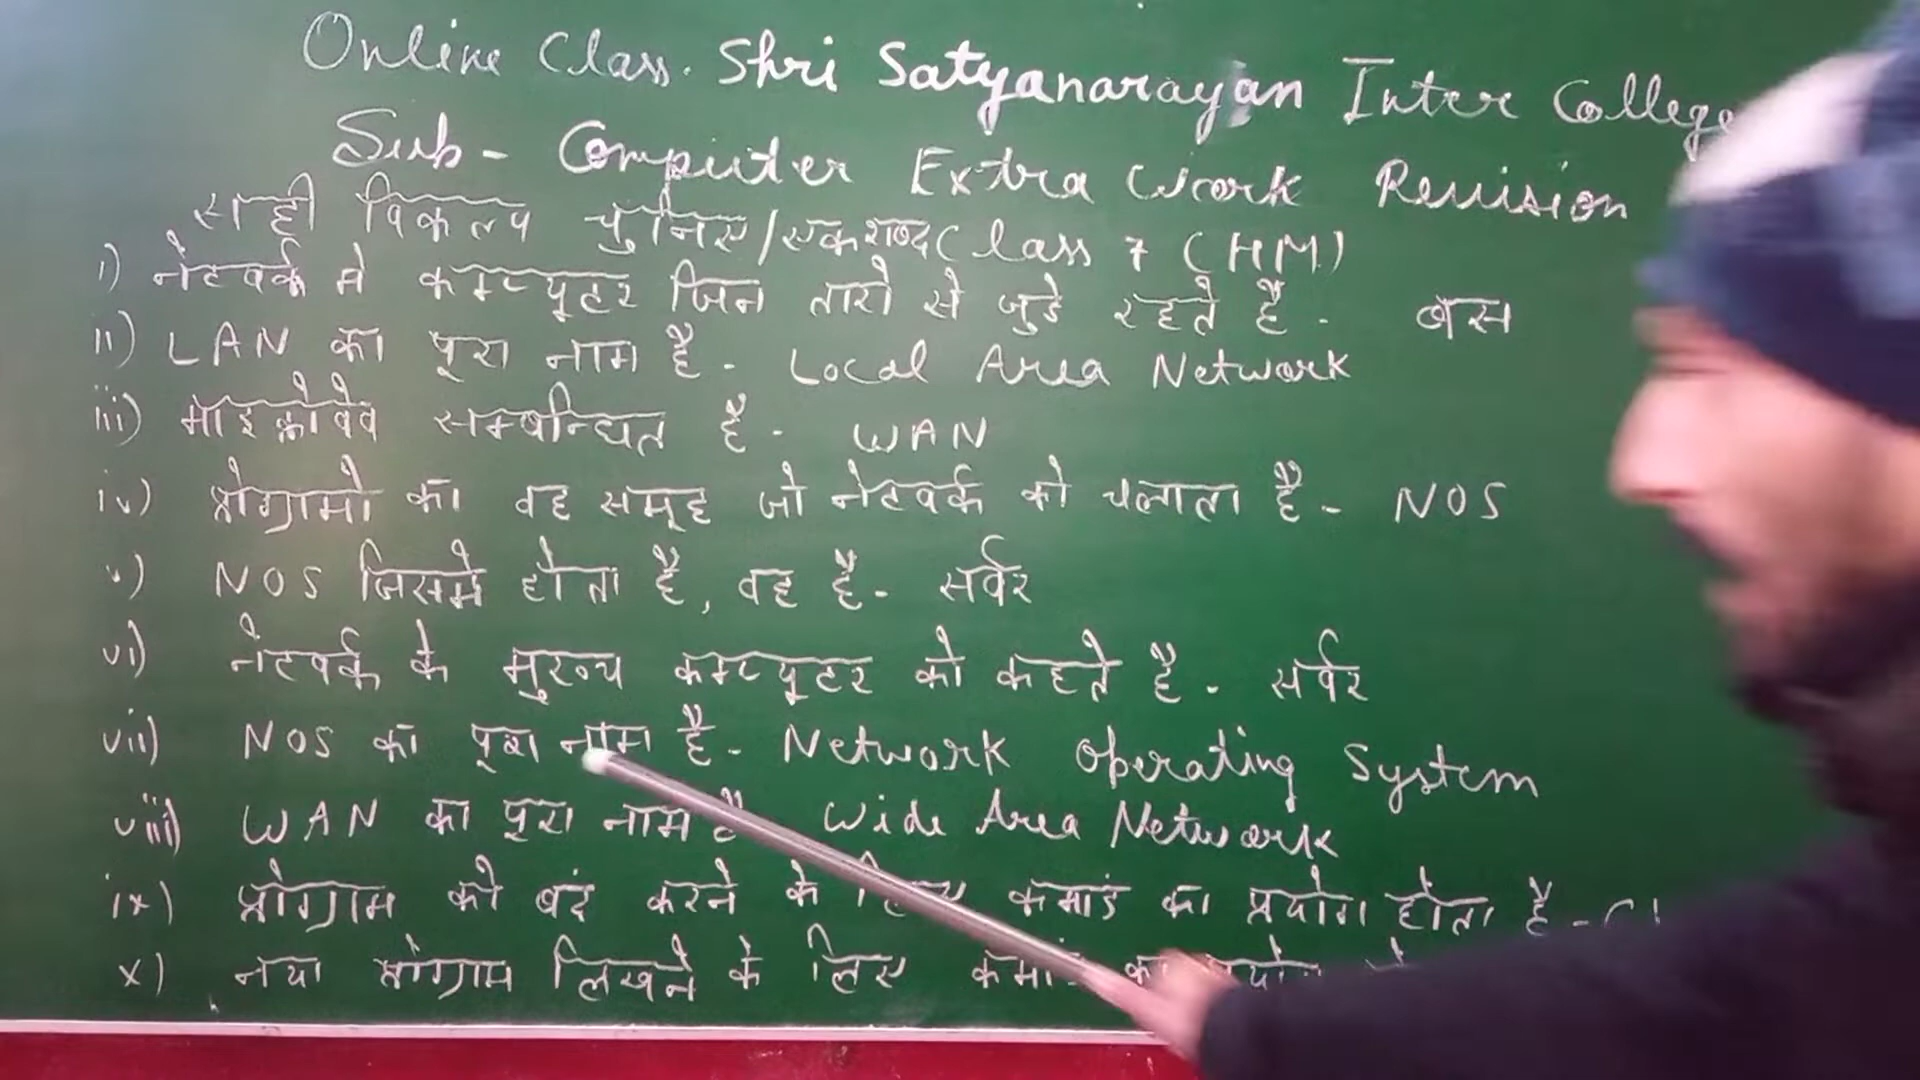 Online Class. Shri Satyanarayan Inter College
Sub- Computer Extra Work Revision
सही विकल्प चुनिए/एकशब्द Class 7 (HM)
i) नेटवर्क मे कम्प्यूटर जिन तारो से जुडे रहते है - बस
ii) LAN का पूरा नाम है - Local Area Network
iii) माइक्रोवेव सम्बन्धित है - WAN
iv) प्रोग्रामो का वह समूह जो नेटवर्क को चलाता है - NOS
v) NOS जिसमे होता है, वह है - सर्वर
vi) नेटवर्क के मुख्य कम्प्यूटर को कहते है - सर्वर
vii) NOS का पूरा नाम है - Network Operating System
viii) WAN का पूरा नाम है Wide Area Network
ix) प्रोग्राम को बंद करने के लिए कमांड का प्रयोग होता है -
x) नया प्रोग्राम लिखने के लिए